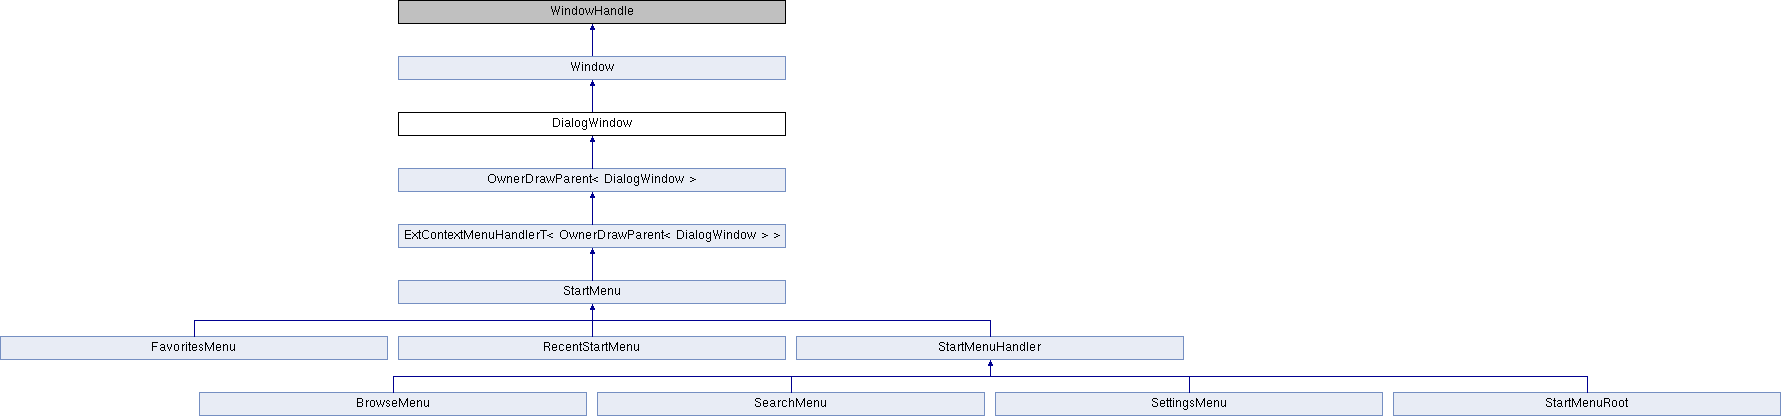 WindowHandle
Window
DialogWindow
OwnerDrawParent< DialogWindow >
ExtContextMenuHandlerT< OwnerDrawParent< DialogWindow > >
StartMenu
FavoritesMenu
RecentStartMenu
StartMenuHandler
BrowseMenu
SearchMenu
SettingsMenu
StartMenuRoot